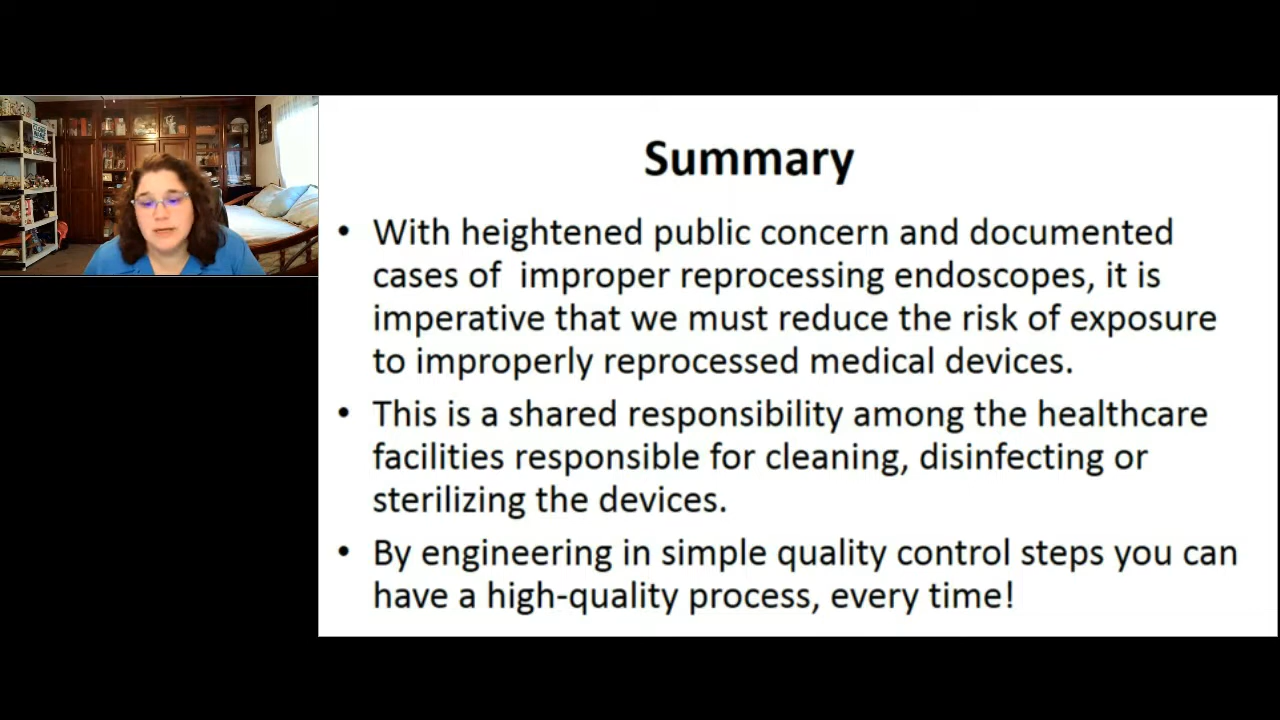 Summary
• With heightened public concern and documented
cases of  improper reprocessing endoscopes, it is
imperative that we must reduce the risk of exposure
to improperly reprocessed medical devices.
• This is a shared responsibility among the healthcare
facilities responsible for cleaning, disinfecting or
sterilizing the devices.
• By engineering in simple quality control steps you can
have a high-quality process, every time!